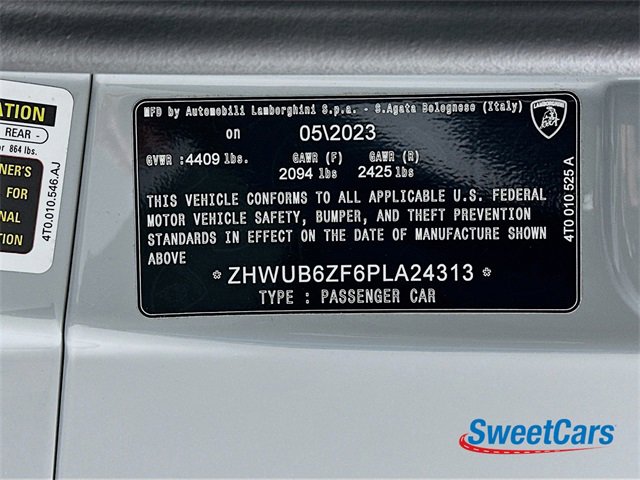 ATION
REAR -
or 864 lbs.
NER'S
FOR
NAL
TION
4T0.010.546.AJ
MFD by Automobili Lamborghini S.p.a. - S.Agata Bolognese (Italy)
on 05\2023
GVWR :4409 lbs. GAWR (F) GAWR (R)
2094 lbs 2425 lbs
THIS VEHICLE CONFORMS TO ALL APPLICABLE U.S. FEDERAL
MOTOR VEHICLE SAFETY, BUMPER, AND THEFT PREVENTION
STANDARDS IN EFFECT ON THE DATE OF MANUFACTURE SHOWN
ABOVE
* ZHWUB6ZF6PLA24313 *
TYPE : PASSENGER CAR
LAMBORGHINI
4T0 010 525 A
SweetCars